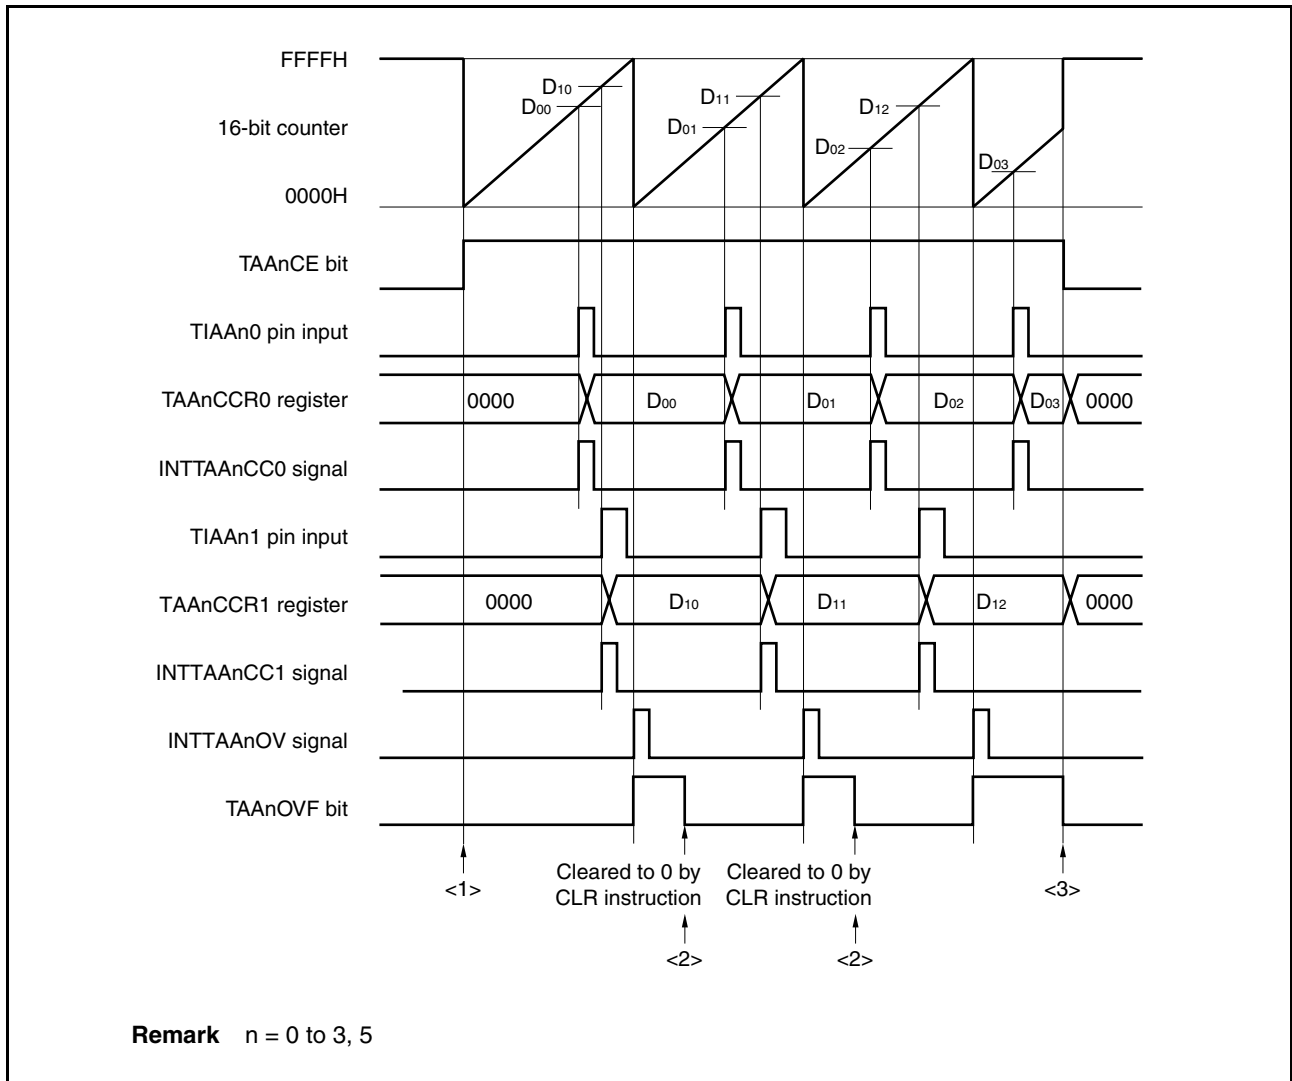 FFFFH
D10
D00
D11
D12
16-bit counter
D01
D02
D03
0000H
TAAnCE bit
TIAAn0 pin input
TAAnCCR0 register
0000
D00
D01
D02
D03
0000
INTTAAnCC0 signal
TIAAn1 pin input
TAAnCCR1 register
0000
D10
D11
D12
0000
INTTAAnCC1 signal
INTTAAnOV signal
TAAnOVF bit
<1>
Cleared to 0 by
CLR instruction
<2>
Cleared to 0 by
CLR instruction
<2>
<3>
Remark n = 0 to 3, 5